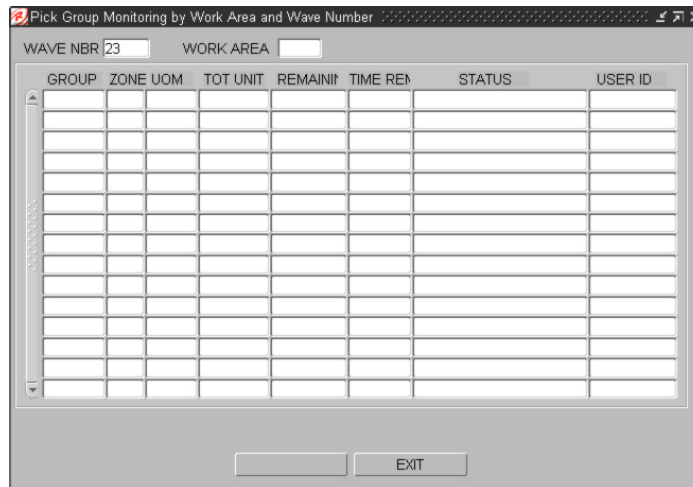 Pick Group Monitoring by Work Area and Wave Number
WAVE NBR 23 WORK AREA
GROUP ZONE UOM TOT UNIT REMAININ TIME REM STATUS USER ID
EXIT